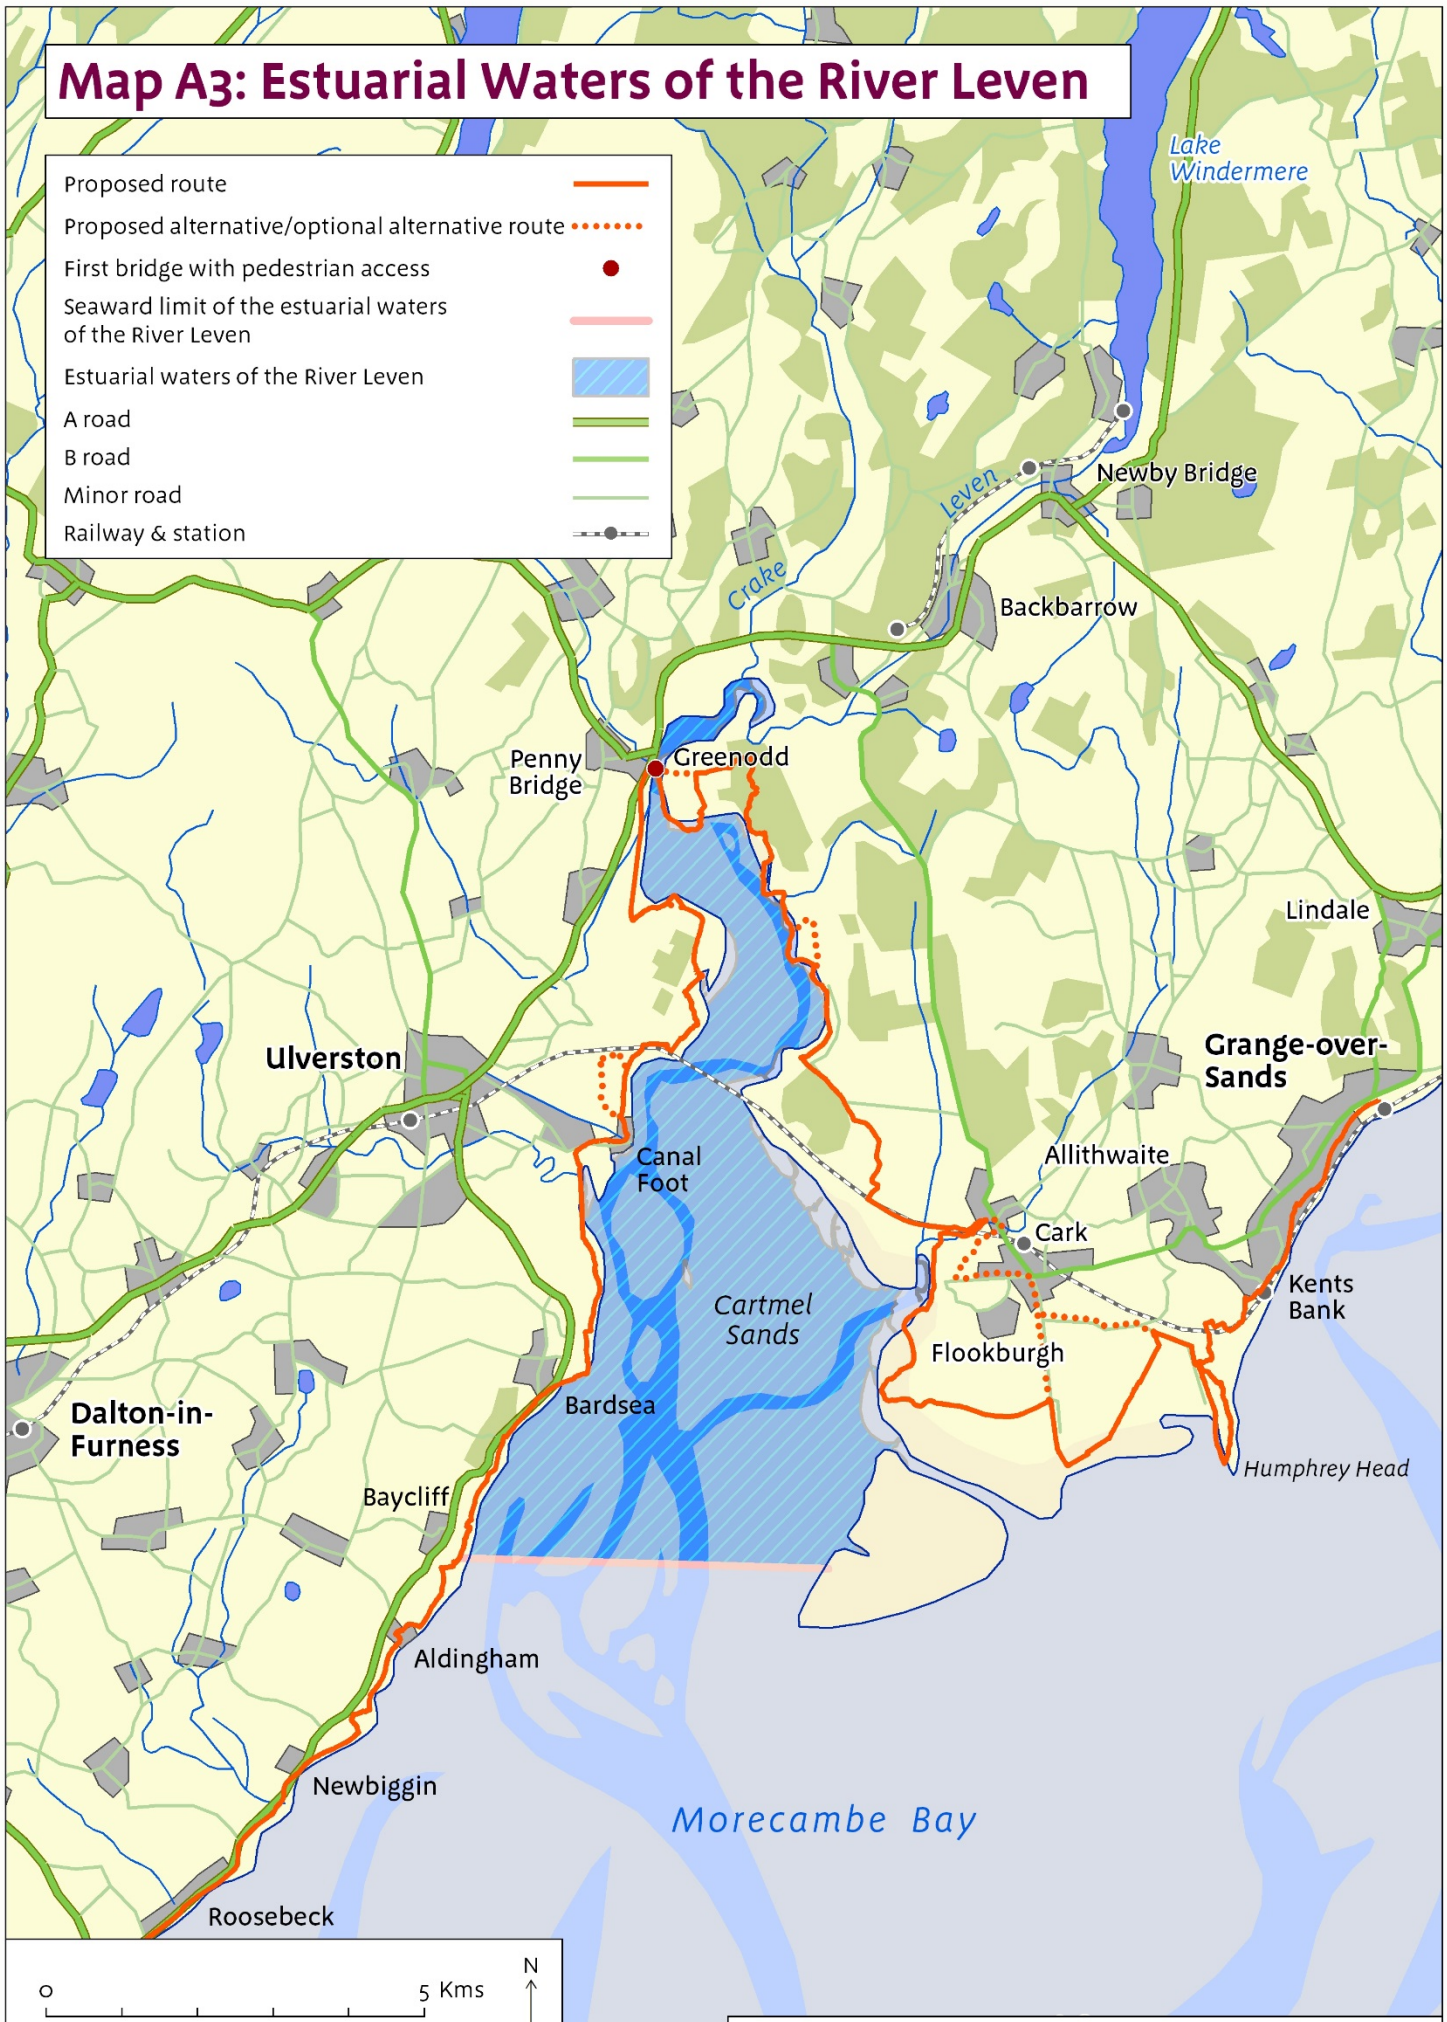 Map A3: Estuarial Waters of the River Leven
Proposed route
Proposed alternative/optional alternative route
First bridge with pedestrian access
Seaward limit of the estuarial waters
of the River Leven
Estuarial waters of the River Leven
A road
B road
Minor road
Railway & station
Lake
Windermere
Newby Bridge
Leven
Crake
Backbarrow
Penny
Bridge
Greenodd
Lindale
Ulverston
Grange-over-
Sands
Canal
Foot
Allithwaite
Cark
Kents
Bank
Cartmel
Sands
Flookburgh
Bardsea
Dalton-in-
Furness
Humphrey Head
Baycliff
Aldingham
Newbiggin
Morecambe Bay
Roosebeck
N
0
5 Kms